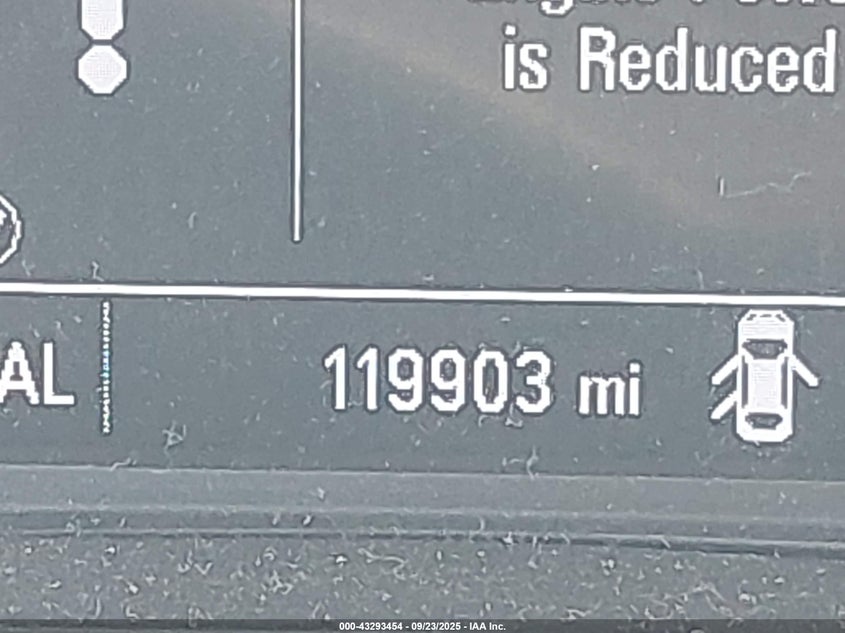 is Reduced
AL
119903 mi
000-43293454 - 09/23/2025 - IAA Inc.